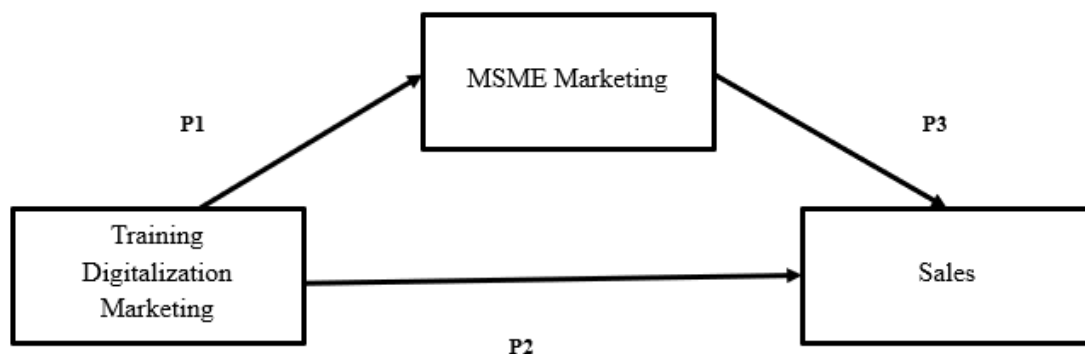 MSME Marketing
P1
P3
Training
Digitalization
Marketing
Sales
P2